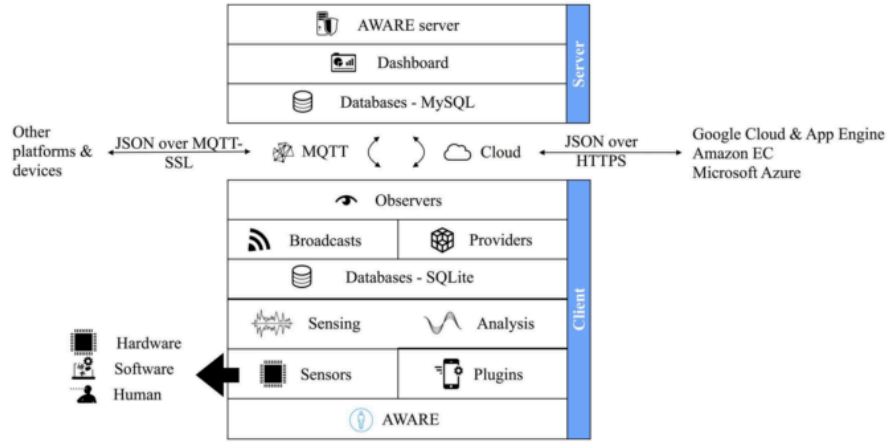 AWARE server
Dashboard
Databases - MySQL
Server
Other
platforms &
devices
JSON over MQTT-
SSL
MQTT
Cloud
JSON over
HTTPS
Google Cloud & App Engine
Amazon EC
Microsoft Azure
Observers
Broadcasts
Providers
Databases - SQLite
Sensing
Analysis
Client
Hardware
Software
Human
Sensors
Plugins
AWARE